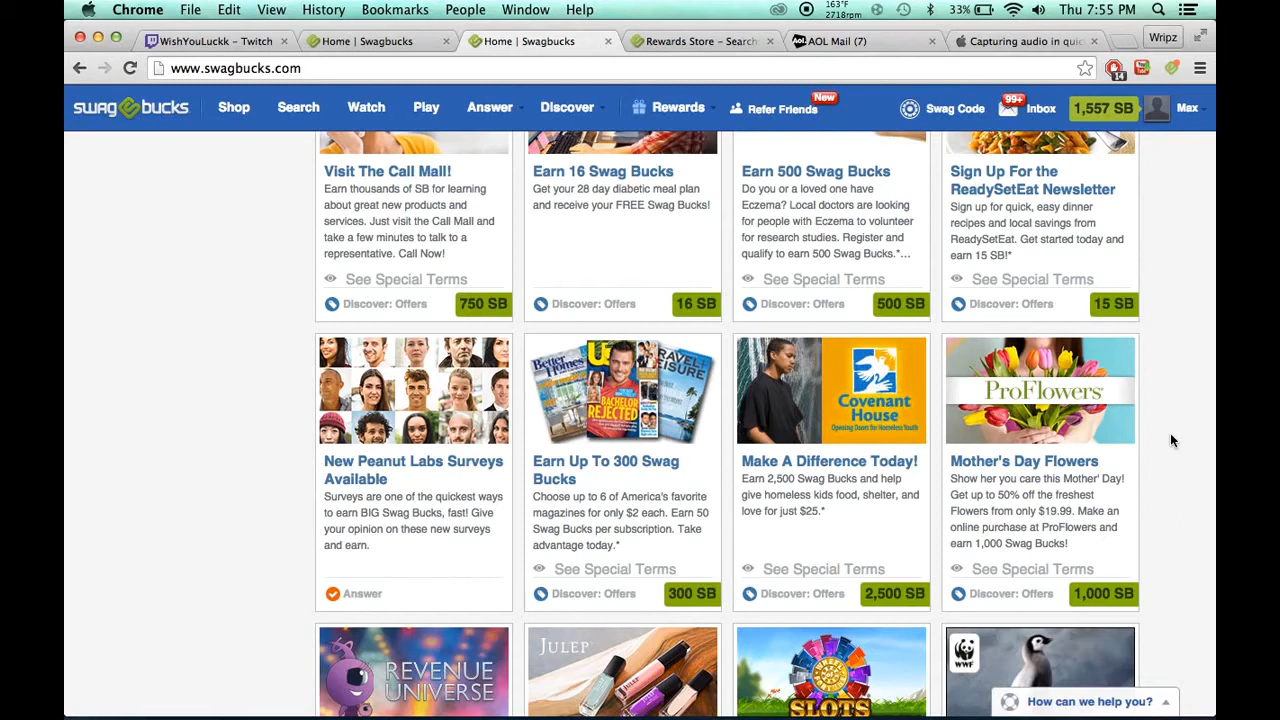 Chrome File Edit View History Bookmarks People Window Help 163°F 2718rpm 33% Thu 7:55 PM
WishYouLuckk - Twitch × Home | Swagbucks × Home | Swagbucks × Rewards Store - Search × AOL Mail (7) × Capturing audio in quic × Wripz
www.swagbucks.com 14
swagbucks Shop Search Watch Play Answer Discover Rewards Refer Friends New Swag Code 99+ Inbox 1,557 SB Max
Visit The Call Mall!
Earn thousands of SB for learning
about great new products and
services. Just visit the Call Mall and
take a few minutes to talk to a
representative. Call Now!
See Special Terms
Discover: Offers 750 SB
Earn 16 Swag Bucks
Get your 28 day diabetic meal plan
and receive your FREE Swag Bucks!
Discover: Offers 16 SB
Earn 500 Swag Bucks
Do you or a loved one have
Eczema? Local doctors are looking
for people with Eczema to volunteer
for research studies. Register and
qualify to earn 500 Swag Bucks.*...
See Special Terms
Discover: Offers 500 SB
Sign Up For the
ReadySetEat Newsletter
Sign up for quick, easy dinner
recipes and local savings from
ReadySetEat. Get started today and
earn 15 SB!*
See Special Terms
Discover: Offers 15 SB
New Peanut Labs Surveys
Available
Surveys are one of the quickest ways
to earn BIG Swag Bucks, fast! Give
your opinion on these new surveys
and earn.
Answer
Better Homes
Us
TRAVEL+
LEISURE
BACHELOR
REJECTED
Earn Up To 300 Swag
Bucks
Choose up to 6 of America's favorite
magazines for only $2 each. Earn 50
Swag Bucks per subscription. Take
advantage today.*
See Special Terms
Discover: Offers 300 SB
Covenant
House
Opening Doors for Homeless Youth
Make A Difference Today!
Earn 2,500 Swag Bucks and help
give homeless kids food, shelter, and
love for just $25.*
See Special Terms
Discover: Offers 2,500 SB
ProFlowers
Mother's Day Flowers
Show her you care this Mother' Day!
Get up to 50% off the freshest
Flowers from only $19.99. Make an
online purchase at ProFlowers and
earn 1,000 Swag Bucks!
See Special Terms
Discover: Offers 1,000 SB
REVENUE
UNIVERSE
JULEP
SLOTS
WWF
How can we help you?